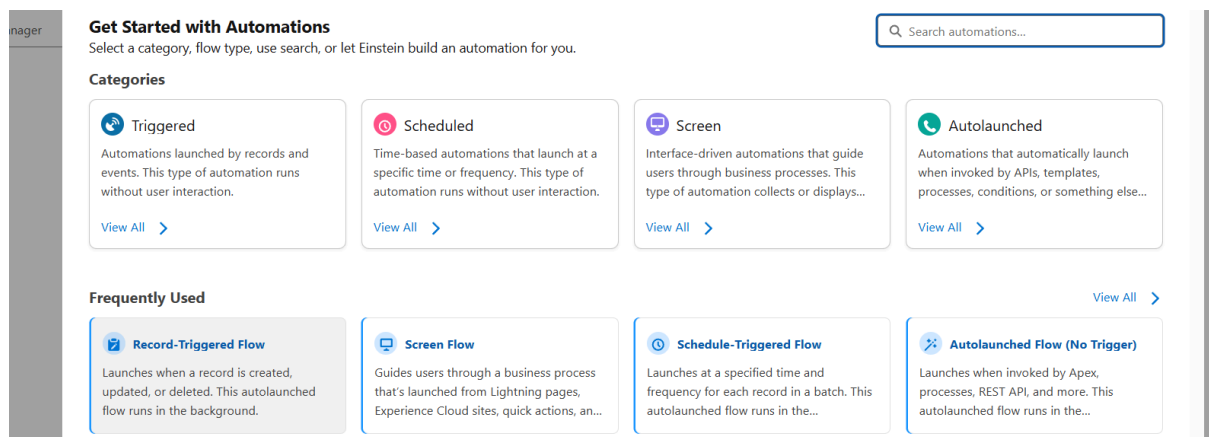 anager
Get Started with Automations
Search automations...
Select a category, flow type, use search, or let Einstein build an automation for you.
Categories
Triggered
Automations launched by records and
events. This type of automation runs
without user interaction.
View All
Scheduled
Time-based automations that launch at a
specific time or frequency. This type of
automation runs without user interaction.
View All
Screen
Interface-driven automations that guide
users through business processes. This
type of automation collects or displays...
View All
Autolaunched
Automations that automatically launch
when invoked by APIs, templates,
processes, conditions, or something else...
View All
Frequently Used
View All
Record-Triggered Flow
Launches when a record is created,
updated, or deleted. This autolaunched
flow runs in the background.
Screen Flow
Guides users through a business process
that's launched from Lightning pages,
Experience Cloud sites, quick actions, an...
Schedule-Triggered Flow
Launches at a specified time and
frequency for each record in a batch. This
autolaunched flow runs in the...
Autolaunched Flow (No Trigger)
Launches when invoked by Apex,
processes, REST API, and more. This
autolaunched flow runs in the...